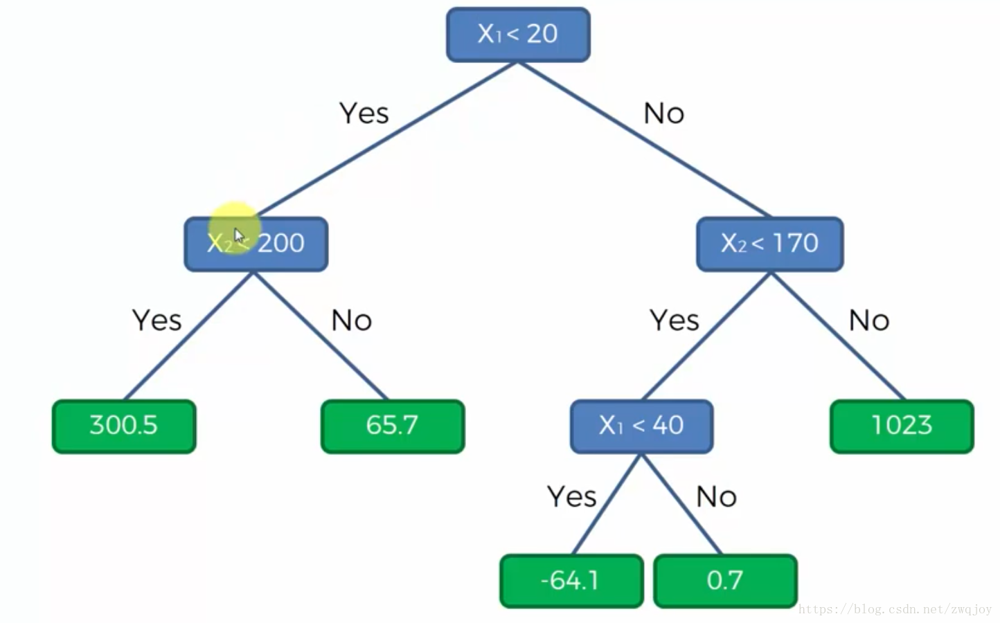 X₁ < 20
Yes
No
X₂ < 200
X₂ < 170
Yes
No
Yes
No
300.5
65.7
X₁ < 40
1023
Yes
No
-64.1
0.7
https://blog.csdn.net/zwqjoy